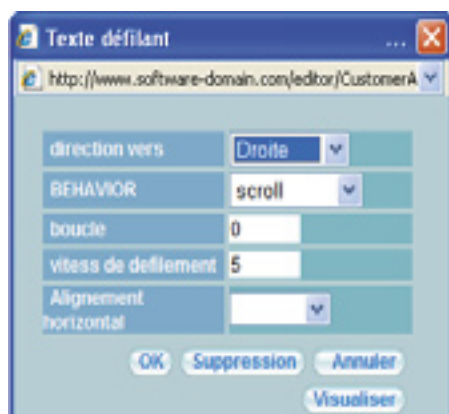 Texte défilant ...
http://www.software-domain.com/editor/CustomerA
direction vers Droite
BEHAVIOR scroll
boucle 0
vitess de defilement 5
Alignement
horizontal
OK Suppression Annuler
Visualiser